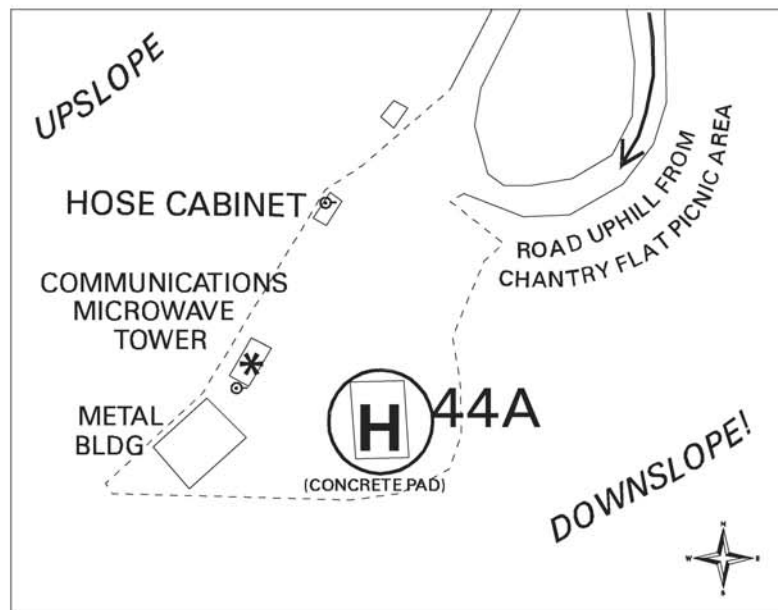 UPSLOPE
HOSE CABINET
ROAD UPHILL FROM
CHANTRY FLAT PICNIC AREA
COMMUNICATIONS
MICROWAVE
TOWER
*
METAL
BLDG
H
44A
(CONCRETE PAD)
DOWNSLOPE!
N
W
E
S